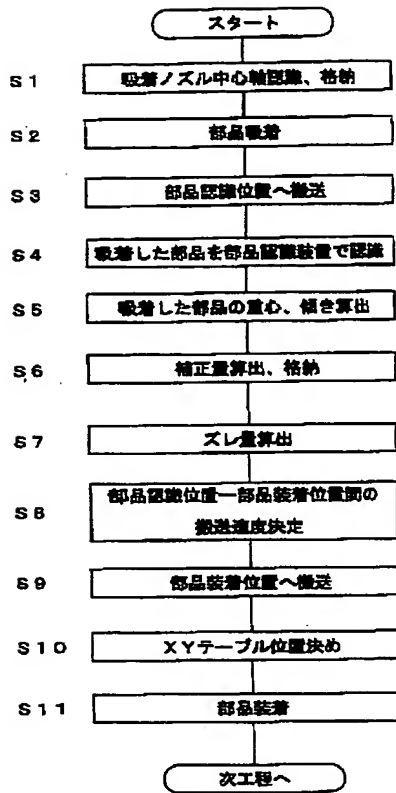 スタート
S1 吸着ノズル中心軸認識、格納
S2 部品吸着
S3 部品認識位置へ搬送
S4 吸着した部品を部品認識装置で認識
S5 吸着した部品の重心、傾き算出
S6 補正量算出、格納
S7 ズレ量算出
S8 部品認識位置―部品装着位置間の
搬送速度決定
S9 部品装着位置へ搬送
S10 XYテーブル位置決め
S11 部品装着
次工程へ